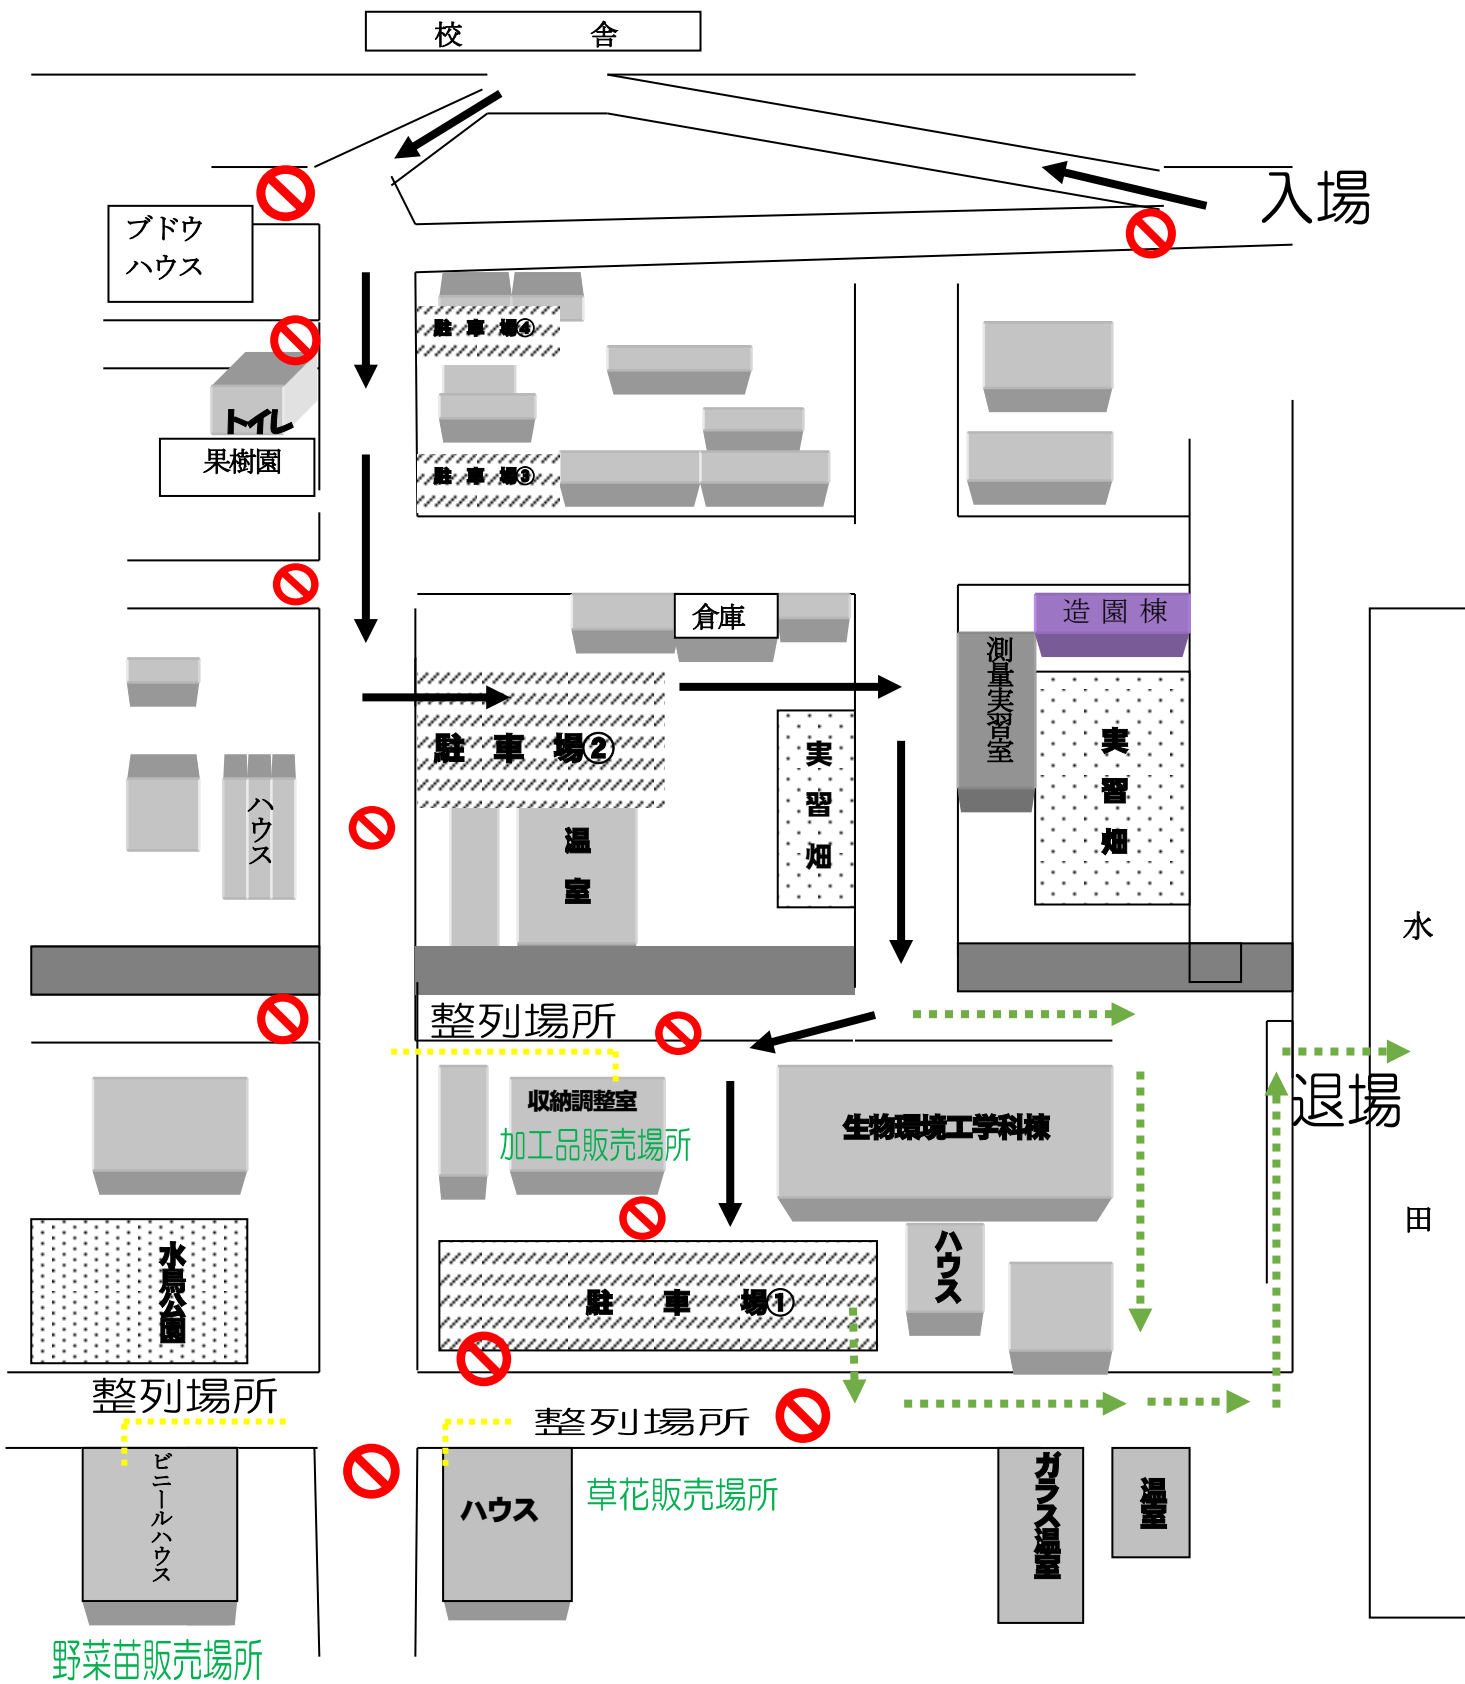 校　　舎
入場
ブドウ
ハウス
駐　車　場④
トイレ
果樹園
駐　車　場③
倉庫
造園棟
測量実習室
駐　車　場②
実習畑
実習畑
ハウス
温室
水田
整列場所
退場
収納調整室
加工品販売場所
生物環境工学科棟
水鳥公園
ハウス
駐　車　場①
整列場所
整列場所
ビニールハウス
ハウス
草花販売場所
ガラス温室
温室
野菜苗販売場所